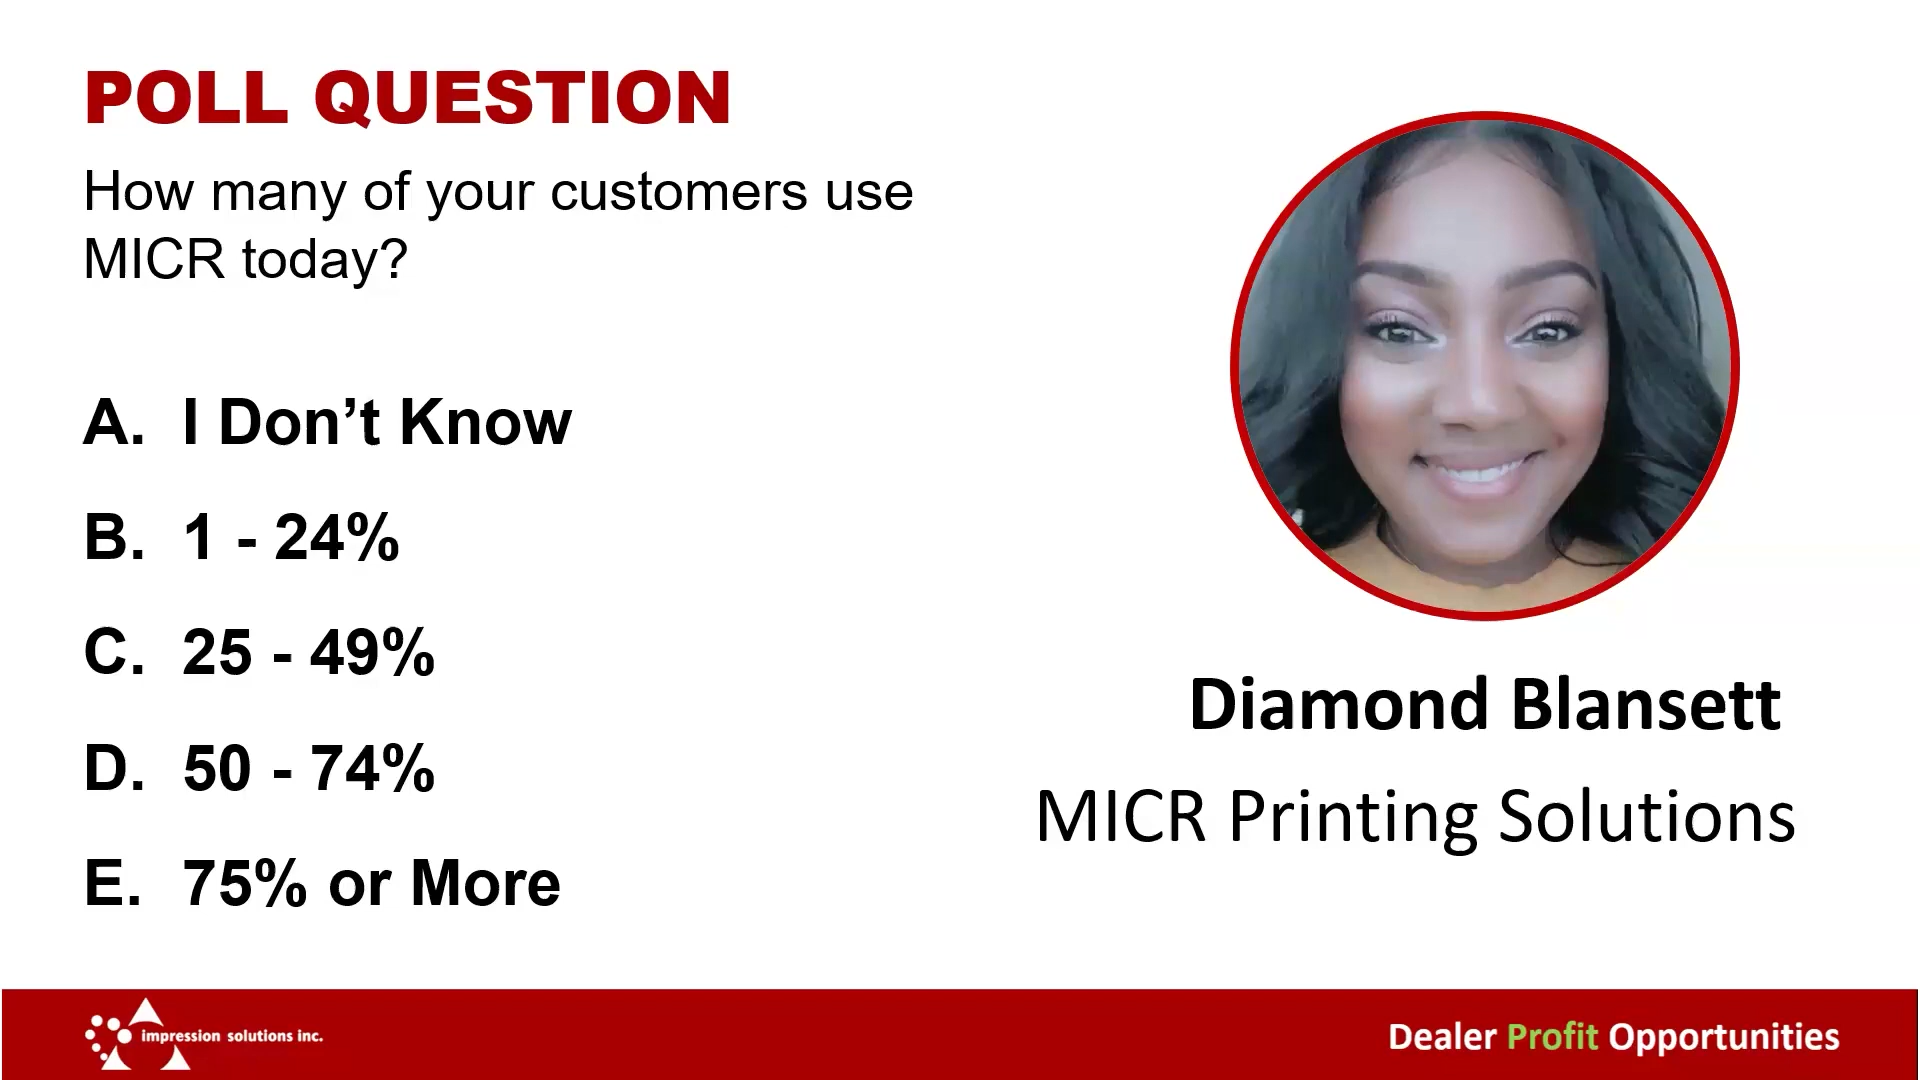 POLL QUESTION
How many of your customers use
MICR today?
A. I Don’t Know
B. 1 - 24%
C. 25 - 49%
D. 50 - 74%
E. 75% or More
Diamond Blansett
MICR Printing Solutions
impression solutions inc.
Dealer Profit Opportunities